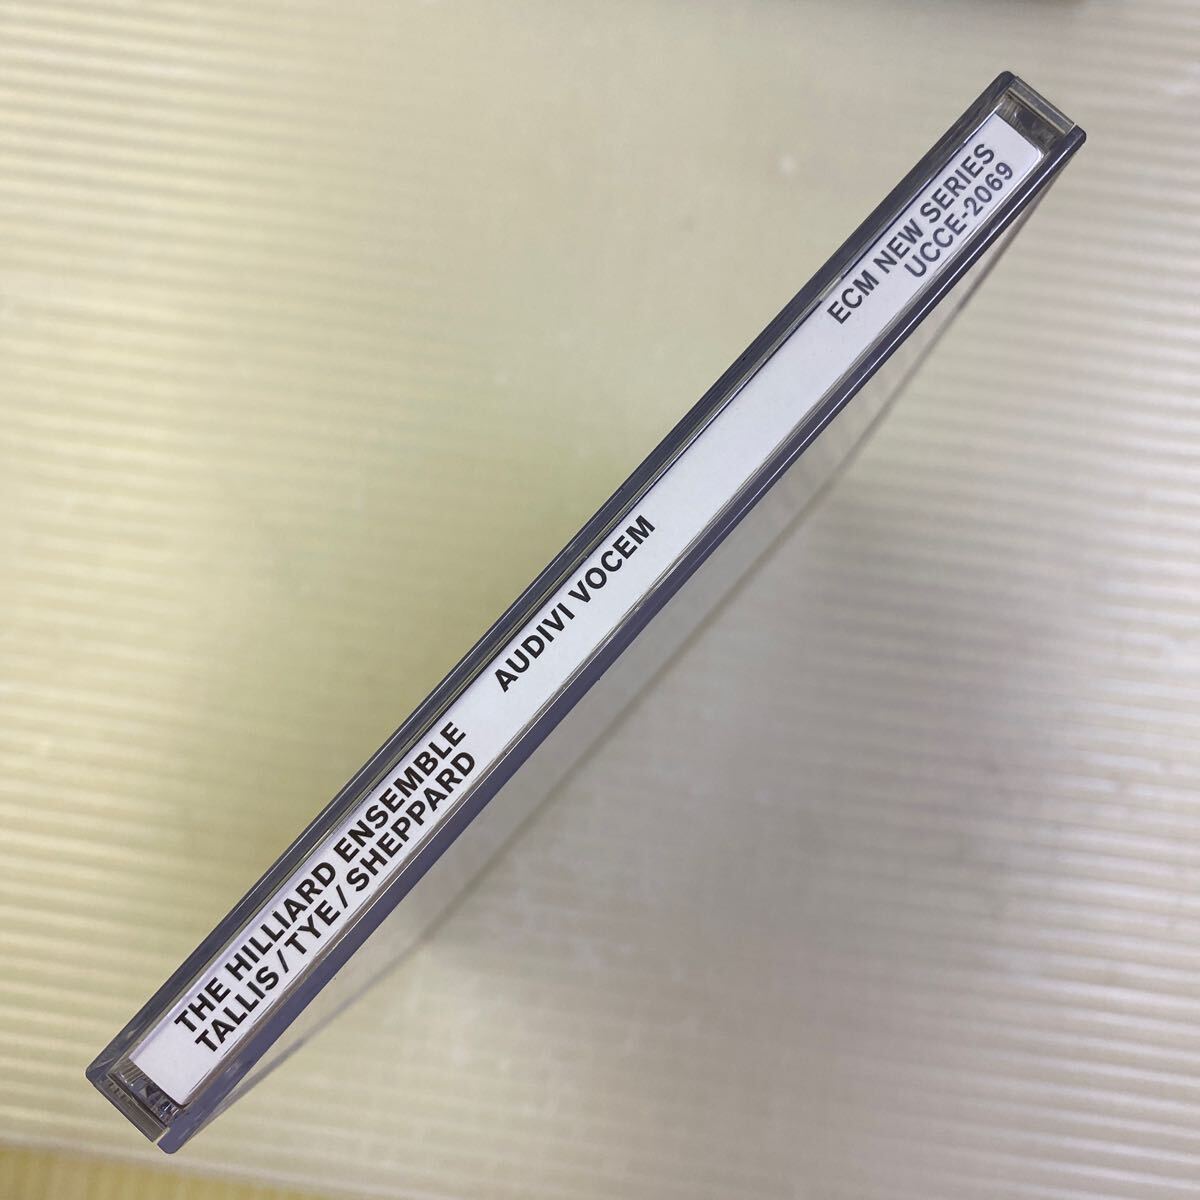 THE HILLIARD ENSEMBLE
TALLIS / TYE / SHEPPARD
AUDIVI VOCEM
ECM NEW SERIES
UCCE-2069